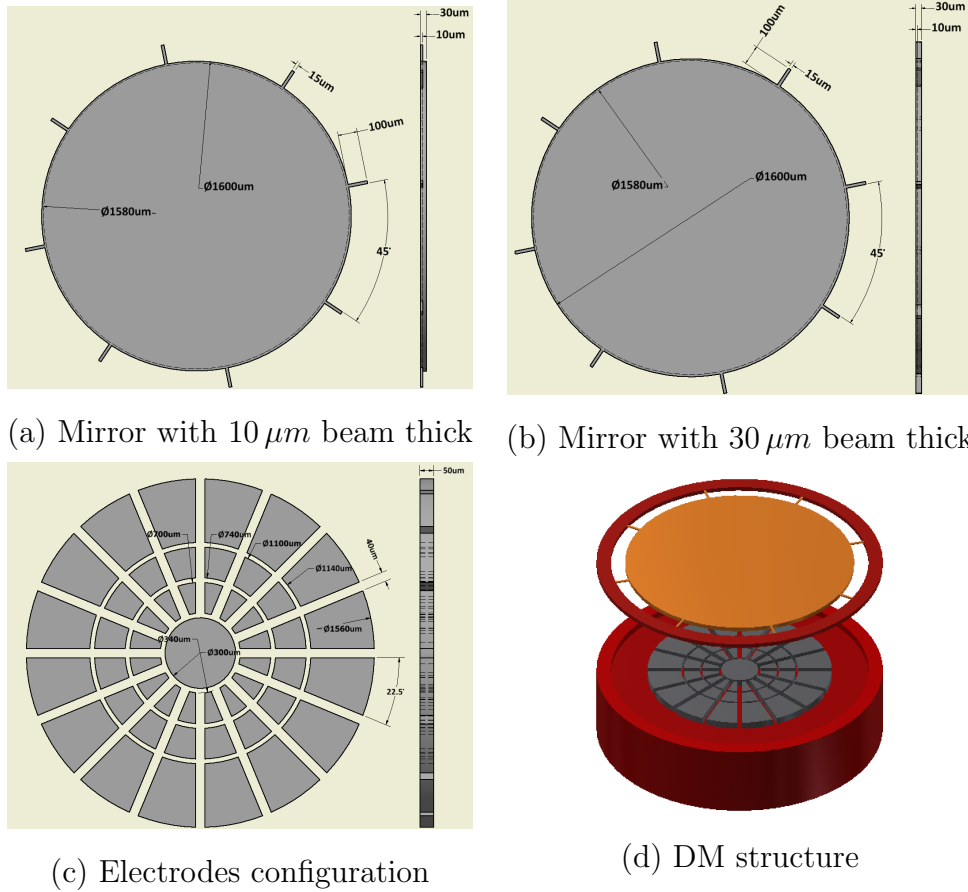 30um
10um
100um
15um
Ø1600um
Ø1580um
45'
(a) Mirror with 10 μm beam thick
30um
10um
100um
15um
Ø1580um
Ø1600um
45'
(b) Mirror with 30 μm beam thick
50um
Ø700um
Ø740um
Ø1100um
40um
Ø1140um
Ø1560um
Ø340um
Ø300um
22.5'
(c) Electrodes configuration
(d) DM structure